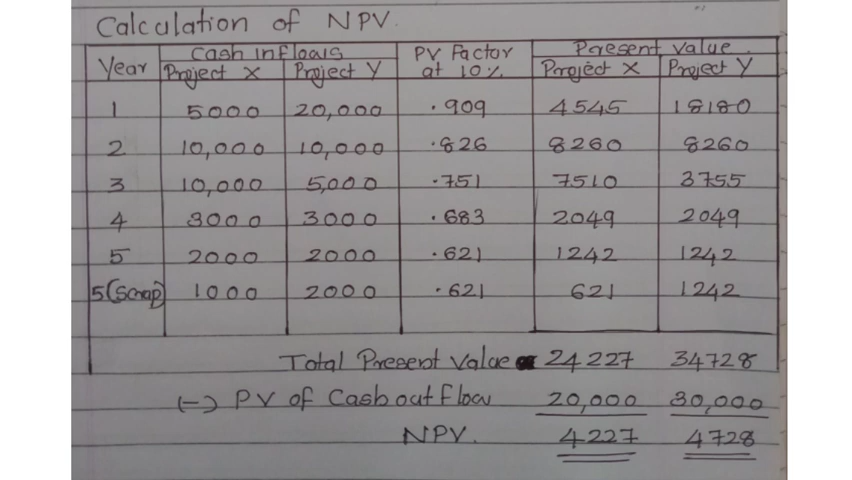 Calculation of NPV.
Year Cash inflows PV Factor at 10% Present value
Project X Project Y Project X Project Y
1 5000 20,000 .909 4545 18180
2 10,000 10,000 .826 8260 8260
3 10,000 5,000 .751 7510 3755
4 3000 3000 .683 2049 2049
5 2000 2000 .621 1242 1242
5(Scrap) 1000 2000 .621 621 1242
Total Present Value 24227 34728
(-) PV of Cash outflow 20,000 30,000
NPV. 4227 4728